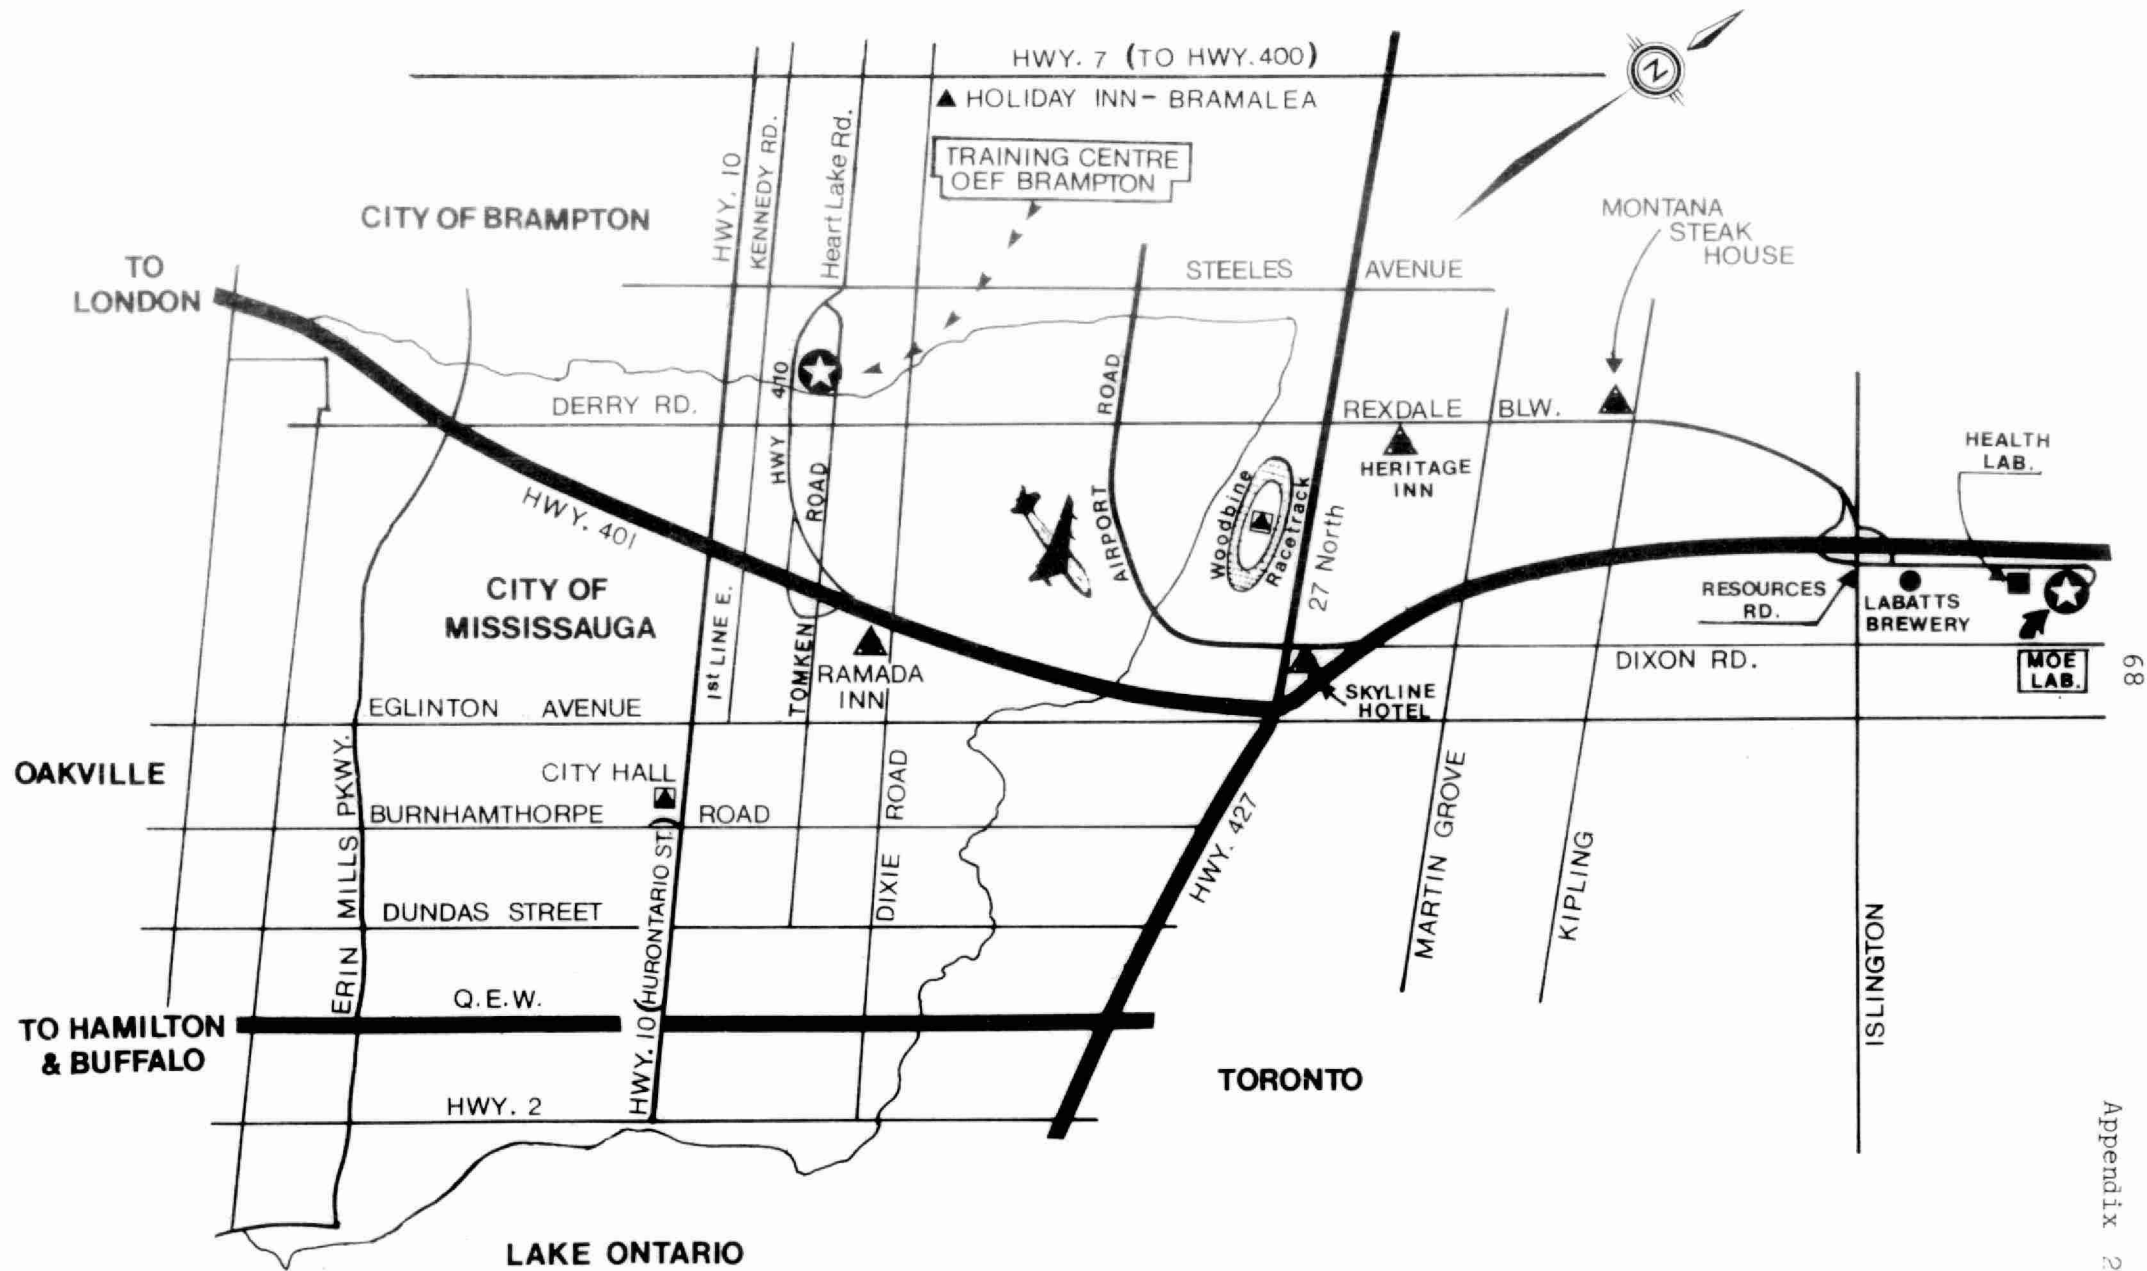 HWY. 7 (TO HWY. 400)
HOLIDAY INN - BRAMALEA
N
TRAINING CENTRE
OEF BRAMPTON
HWY. 10
KENNEDY RD.
Heart Lake Rd.
CITY OF BRAMPTON
MONTANA
STEAK
HOUSE
TO
LONDON
STEELES AVENUE
HWY 410
DERRY RD.
AIRPORT ROAD
REXDALE BLW.
HERITAGE
INN
HEALTH
LAB.
HWY. 401
TOMKEN ROAD
Woodbine
Racetrack
27 North
CITY OF
MISSISSAUGA
1st LINE E.
RAMADA
INN
RESOURCES
RD.
LABATTS
BREWERY
DIXON RD.
MOE
LAB.
SKYLINE
HOTEL
EGLINTON AVENUE
OAKVILLE
CITY HALL
BURNHAMTHORPE ROAD
ERIN MILLS PKWY.
DIXIE ROAD
HWY. 427
MARTIN GROVE
KIPLING
ISLINGTON
DUNDAS STREET
HWY. 10 (HURONTARIO ST.)
Q.E.W.
TO HAMILTON
& BUFFALO
TORONTO
HWY. 2
LAKE ONTARIO
68
Appendix 2